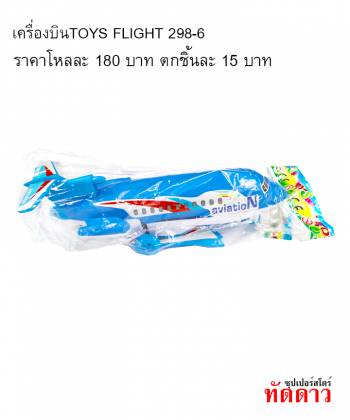 เครื่องบินTOYS FLIGHT 298-6
ราคาโหลละ 180 บาท ตกชิ้นละ 15 บาท
aviatioN
ซุปเปอร์สโตร์
ทัดดาว